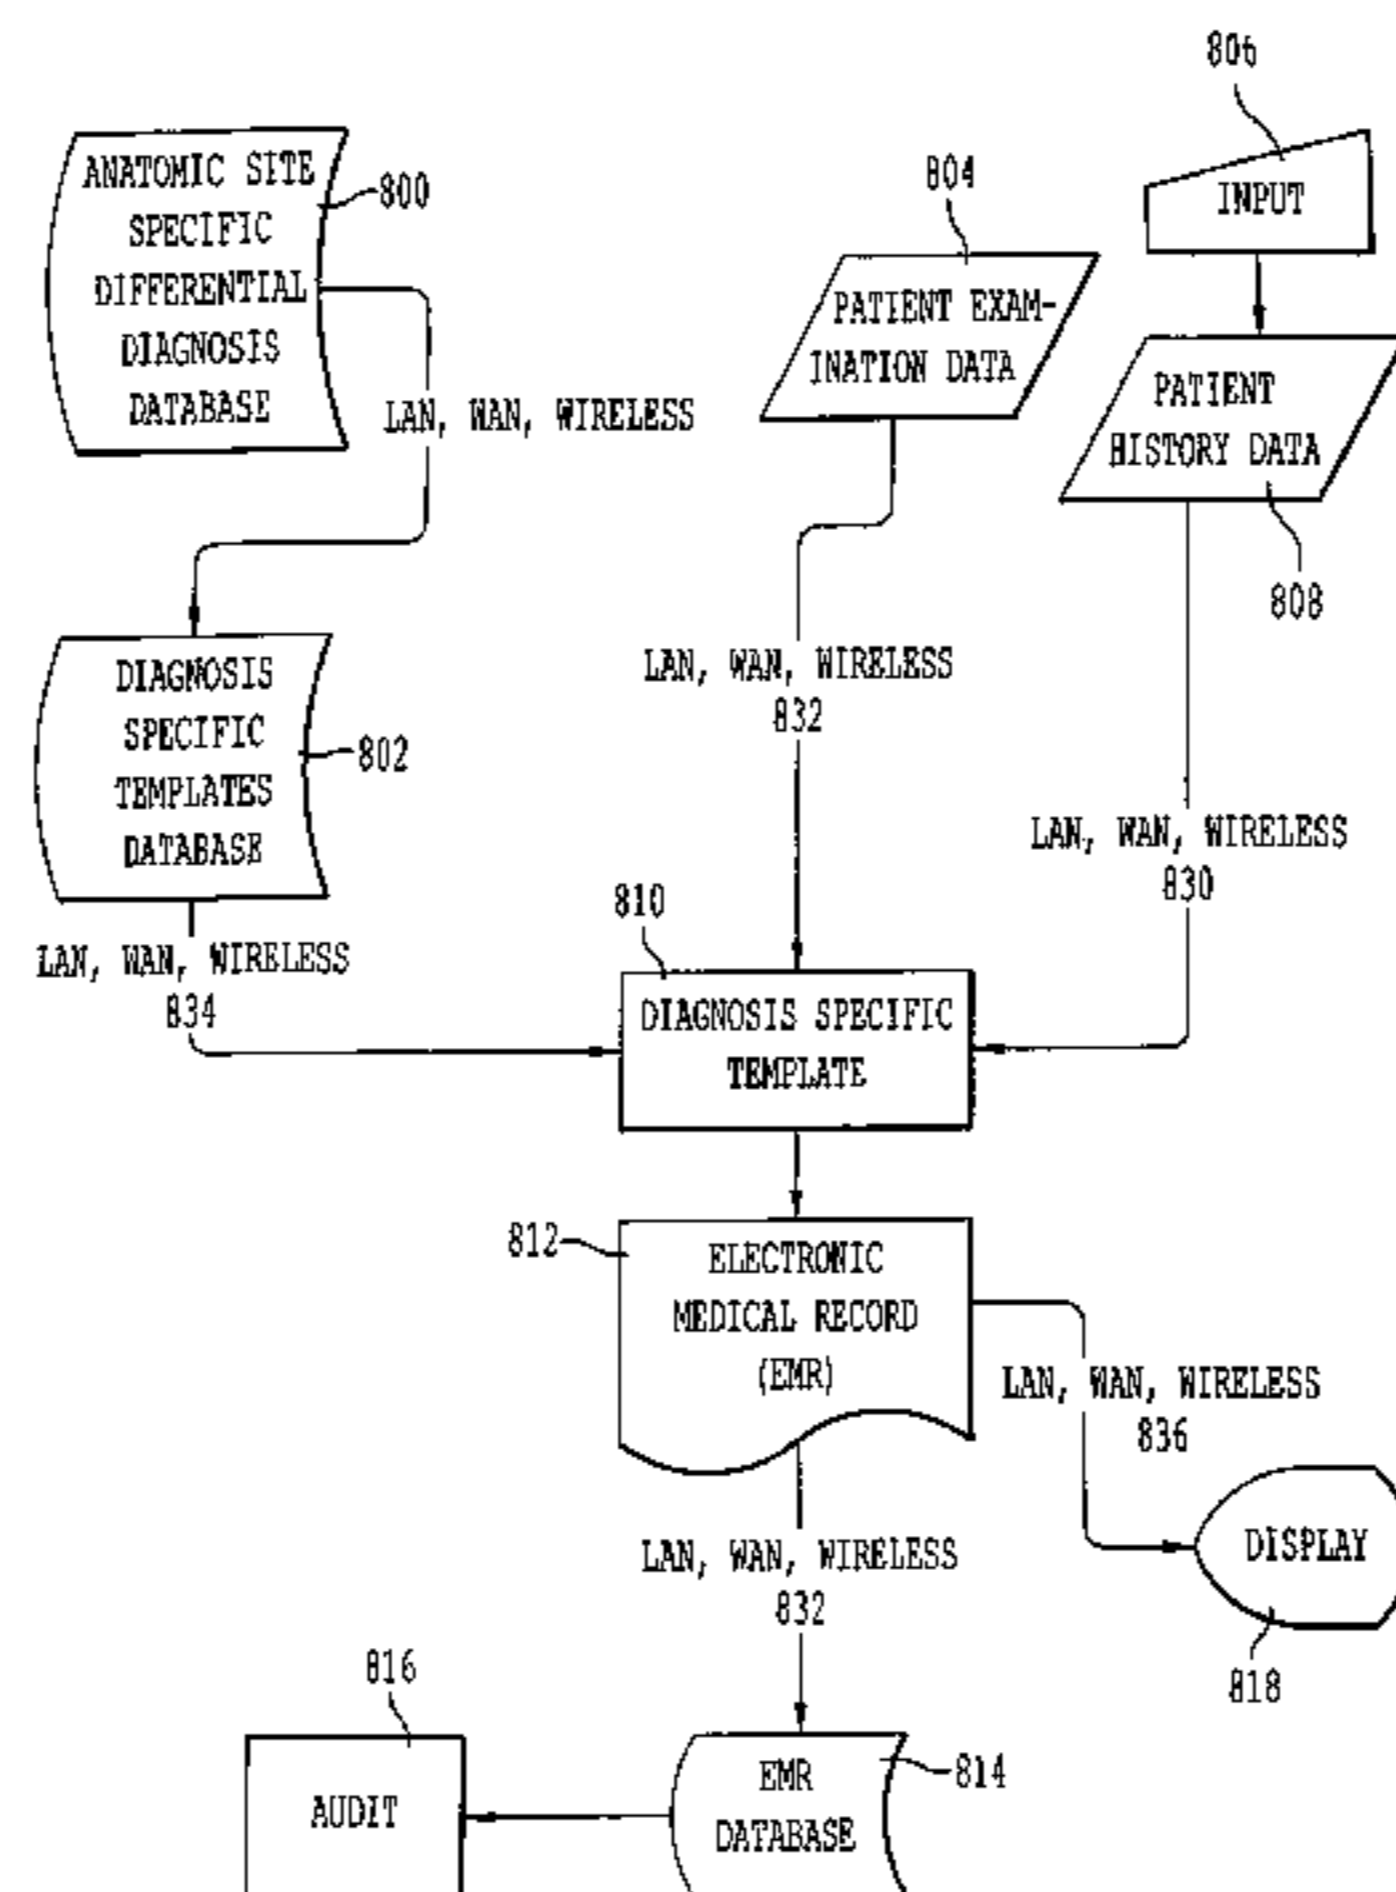 806
ANATOMIC SITE
SPECIFIC
DIFFERENTIAL
DIAGNOSIS
DATABASE
800
804
INPUT
PATIENT EXAM-
INATION DATA
PATIENT
HISTORY DATA
LAN, WAN, WIRELESS
808
DIAGNOSIS
SPECIFIC
TEMPLATES
DATABASE
802
LAN, WAN, WIRELESS
832
LAN, WAN, WIRELESS
830
810
LAN, WAN, WIRELESS
834
DIAGNOSIS SPECIFIC
TEMPLATE
812
ELECTRONIC
MEDICAL RECORD
(EMR)
LAN, WAN, WIRELESS
836
DISPLAY
818
LAN, WAN, WIRELESS
832
816
AUDIT
EMR
DATABASE
814